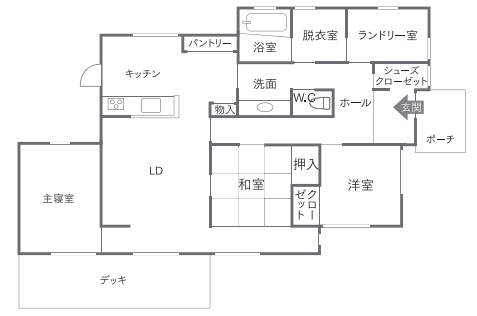 パントリー
浴室
脱衣室
ランドリー室
キッチン
洗面
シューズ
クローゼット
W.C
ホール
玄関
物入
ポーチ
LD
和室
押入
洋室
クロー
ゼット
主寝室
デッキ